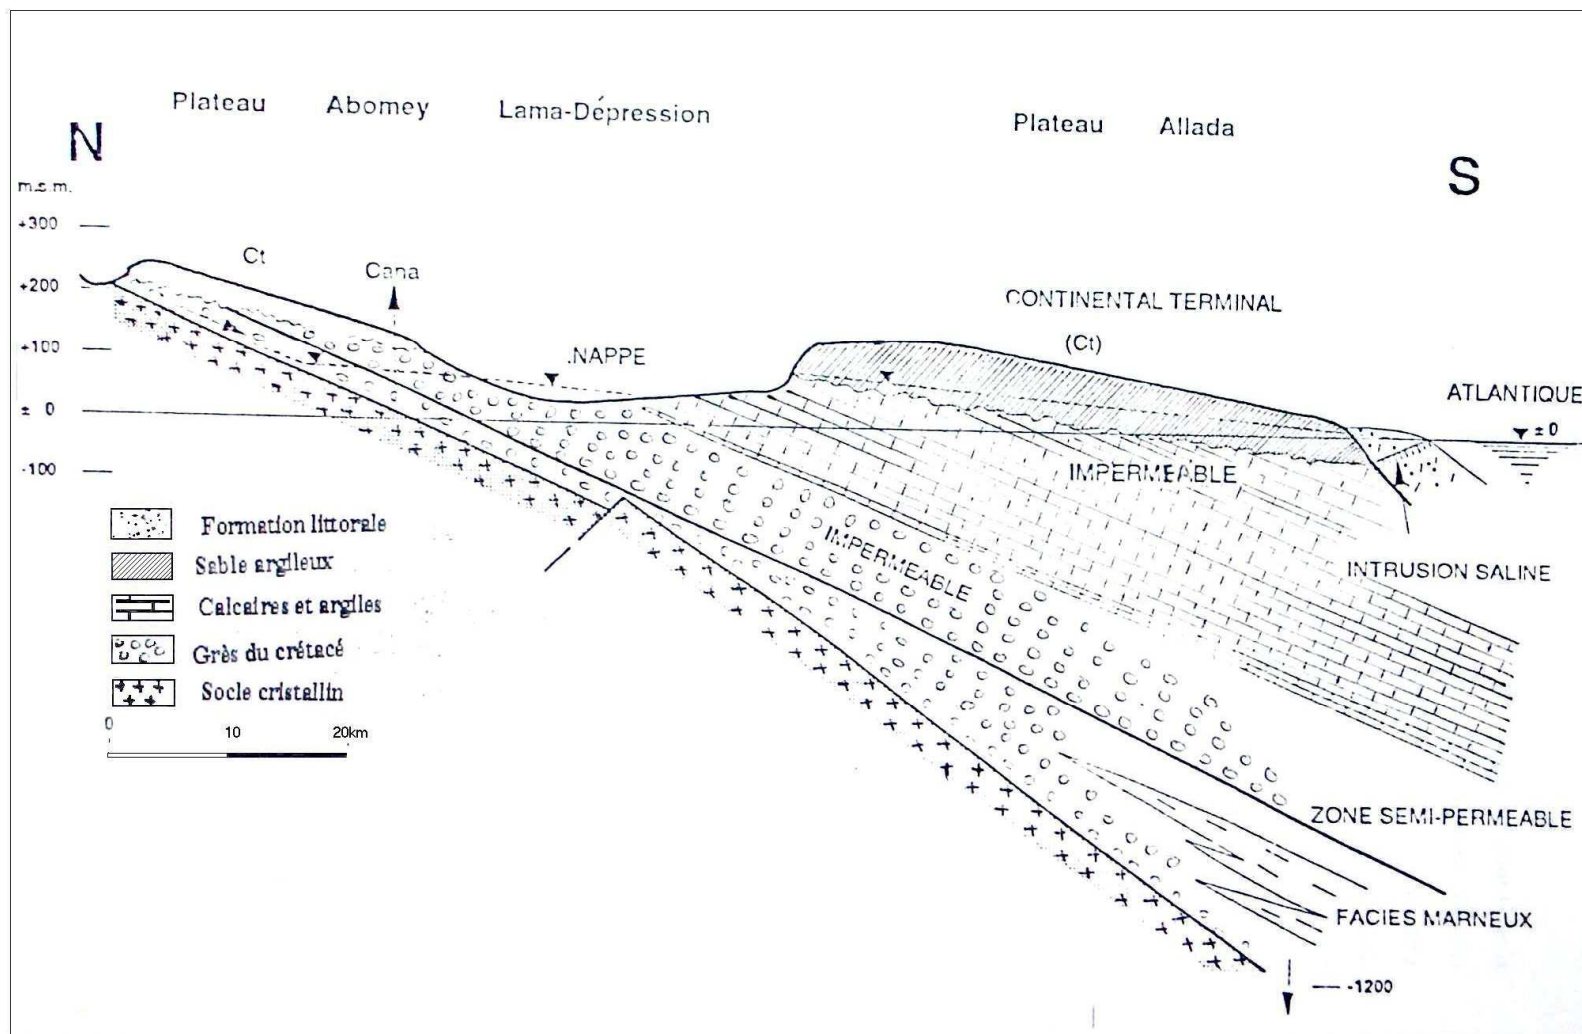 Plateau Abomey Lama-Dépression
Plateau Allada
N
S
m.s.m.
+300
+200
+100
± 0
-100
Ct
Cana
.NAPPE
CONTINENTAL TERMINAL
(Ct)
ATLANTIQUE
± 0
IMPERMEABLE
IMPERMEABLE
INTRUSION SALINE
ZONE SEMI-PERMEABLE
FACIES MARNEUX
-1200
Formation littorale
Sable argileux
Calcaires et argiles
Grès du crétacé
Socle cristallin
0 10 20km